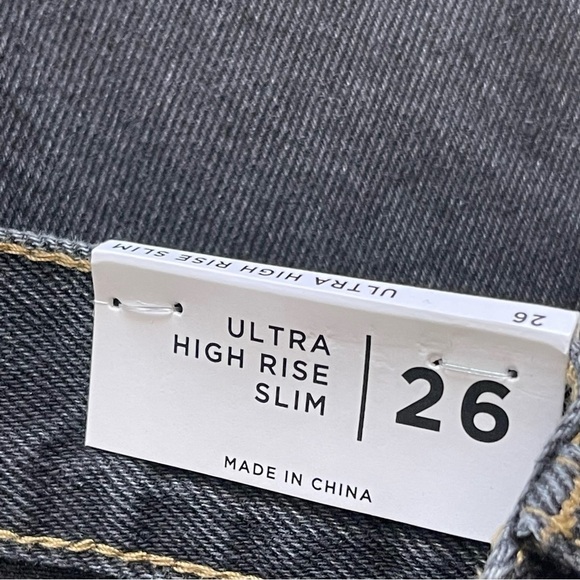 ULTRA HIGH RISE SLIM
26
ULTRA
HIGH RISE
SLIM
26
MADE IN CHINA